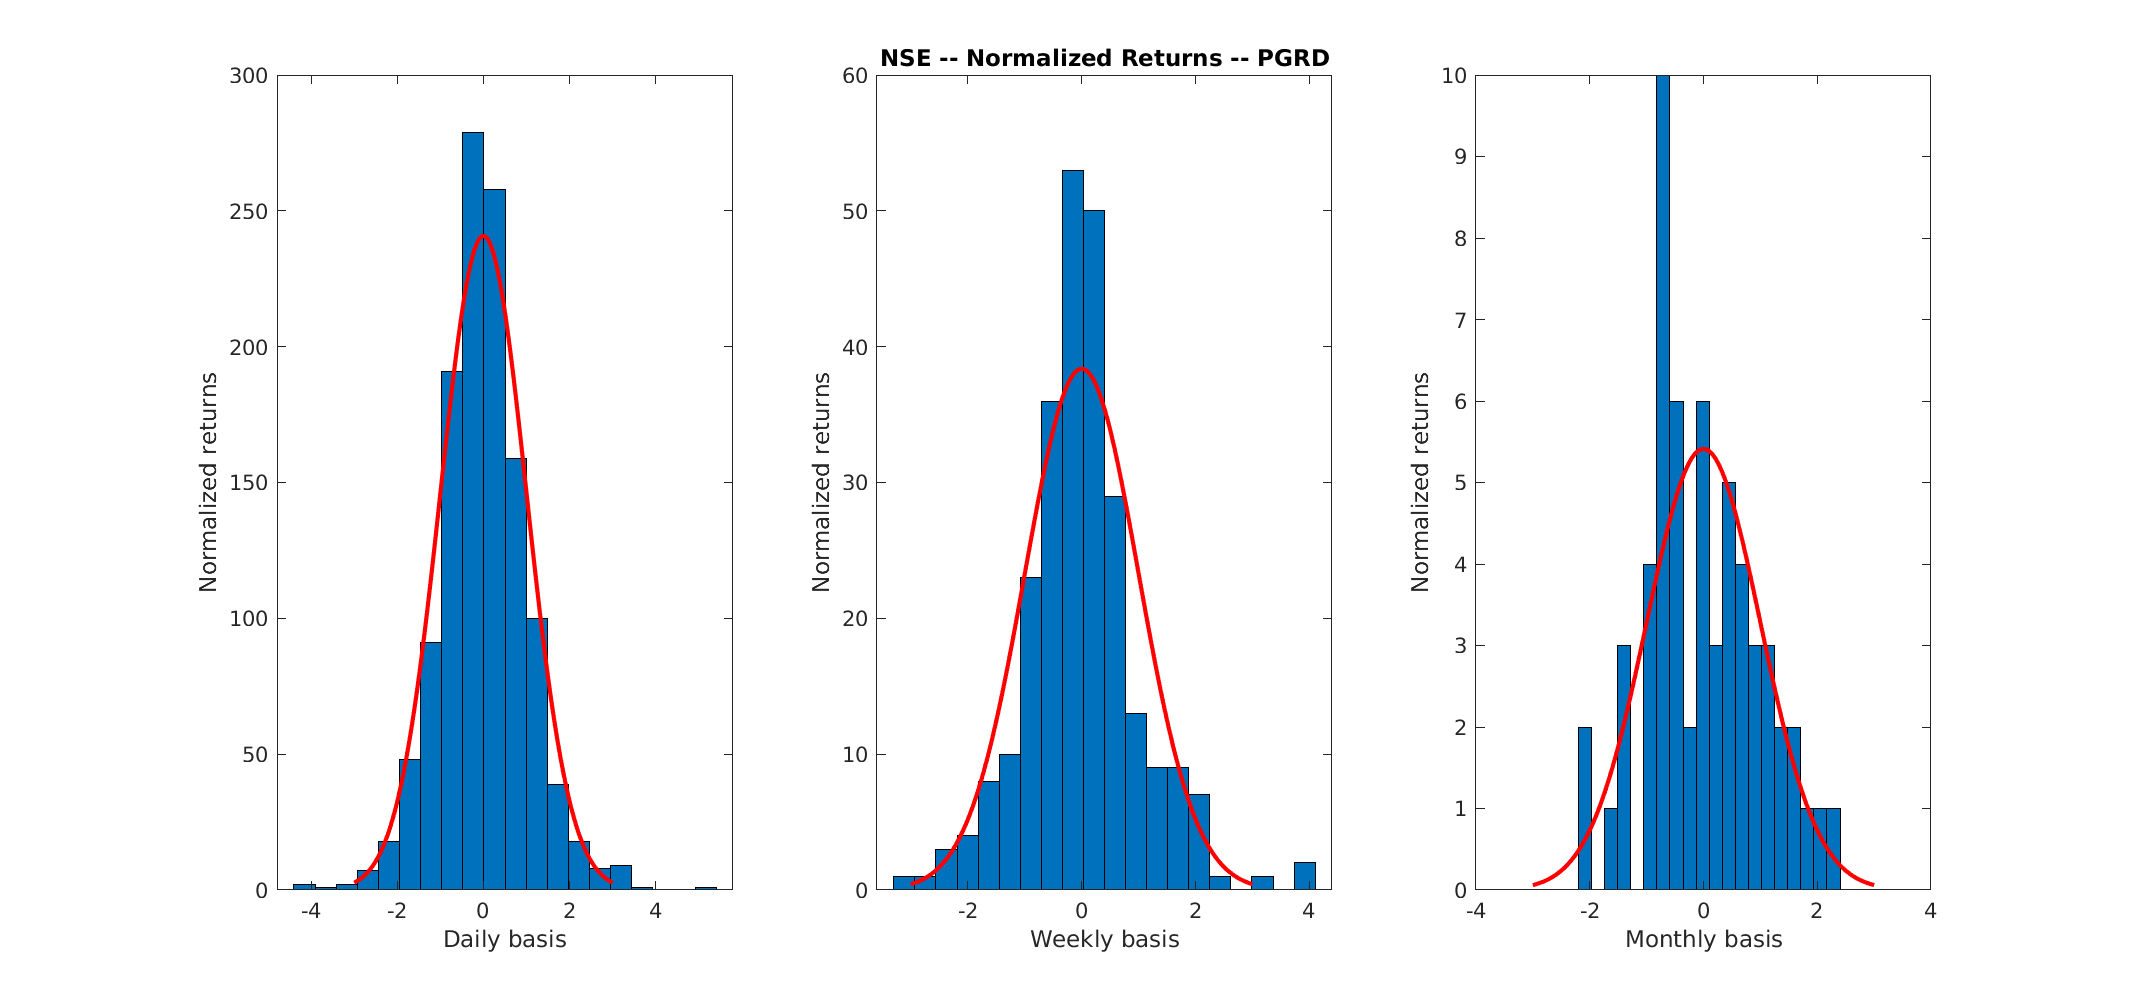 NSE -- Normalized Returns -- PGRD
300
250
200
150
100
50
0
Normalized returns
-4 -2 0 2 4
Daily basis
60
50
40
30
20
10
0
Normalized returns
-2 0 2 4
Weekly basis
10
9
8
7
6
5
4
3
2
1
0
Normalized returns
-4 -2 0 2 4
Monthly basis